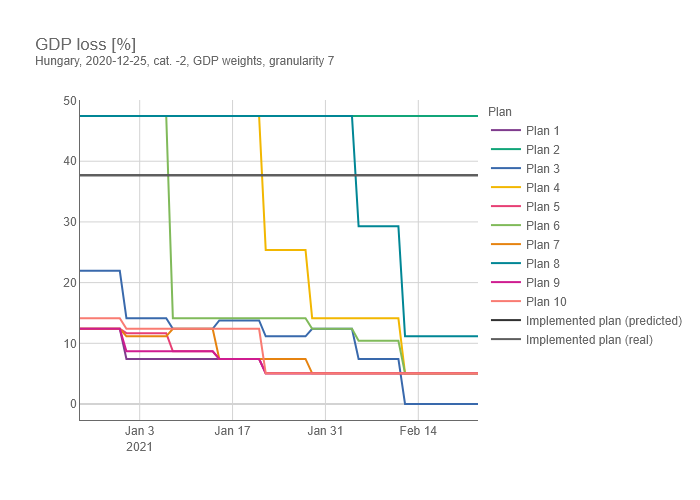 GDP loss [%]
Hungary, 2020-12-25, cat. -2, GDP weights, granularity 7
50
40
30
20
10
0
Jan 3
2021
Jan 17
Jan 31
Feb 14
Plan
Plan 1
Plan 2
Plan 3
Plan 4
Plan 5
Plan 6
Plan 7
Plan 8
Plan 9
Plan 10
Implemented plan (predicted)
Implemented plan (real)